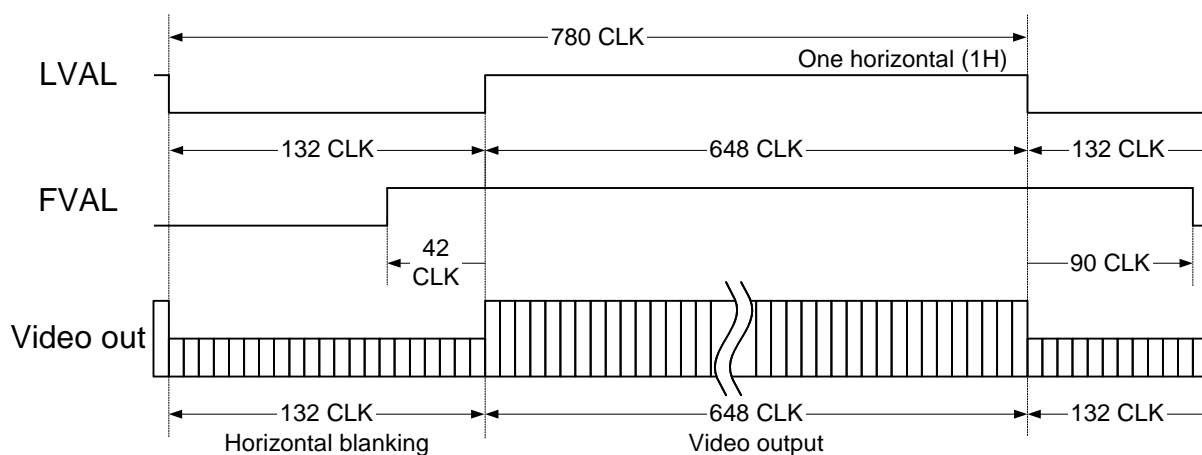 780 CLK
One horizontal (1H)
LVAL
132 CLK
648 CLK
132 CLK
FVAL
42
CLK
90 CLK
Video out
132 CLK
648 CLK
132 CLK
Horizontal blanking
Video output